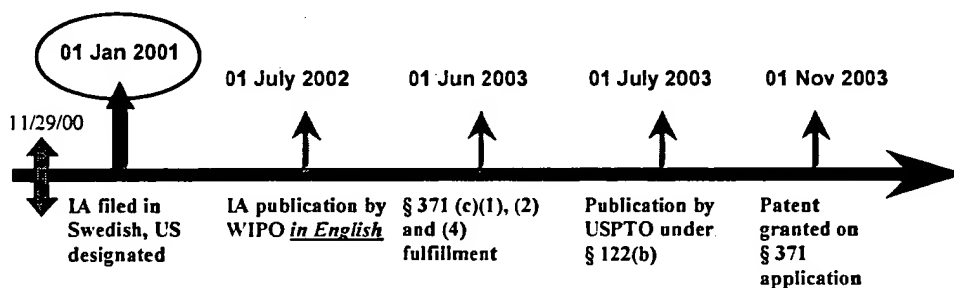 01 Jan 2001
01 July 2002
01 Jun 2003
01 July 2003
01 Nov 2003
11/29/00
IA filed in
Swedish, US
designated
IA publication by
WIPO in English
§ 371 (c)(1), (2)
and (4)
fulfillment
Publication by
USPTO under
§ 122(b)
Patent
granted on
§ 371
application